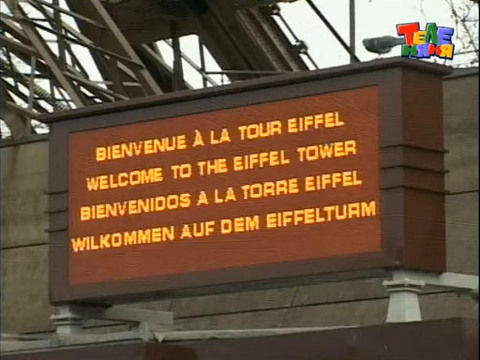 ТЕЛЕ
НЯНЯ
BIENVENUE À LA TOUR EIFFEL
WELCOME TO THE EIFFEL TOWER
BIENVENIDOS A LA TORRE EIFFEL
WILKOMMEN AUF DEM EIFFELTURM